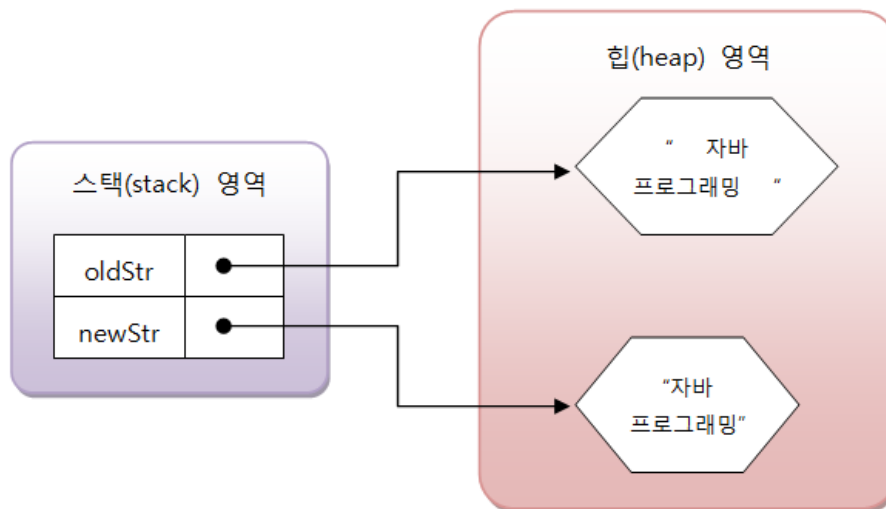 힙(heap) 영역
“ 자바
프로그래밍 “
스택(stack) 영역
oldStr
newStr
“자바
프로그래밍”